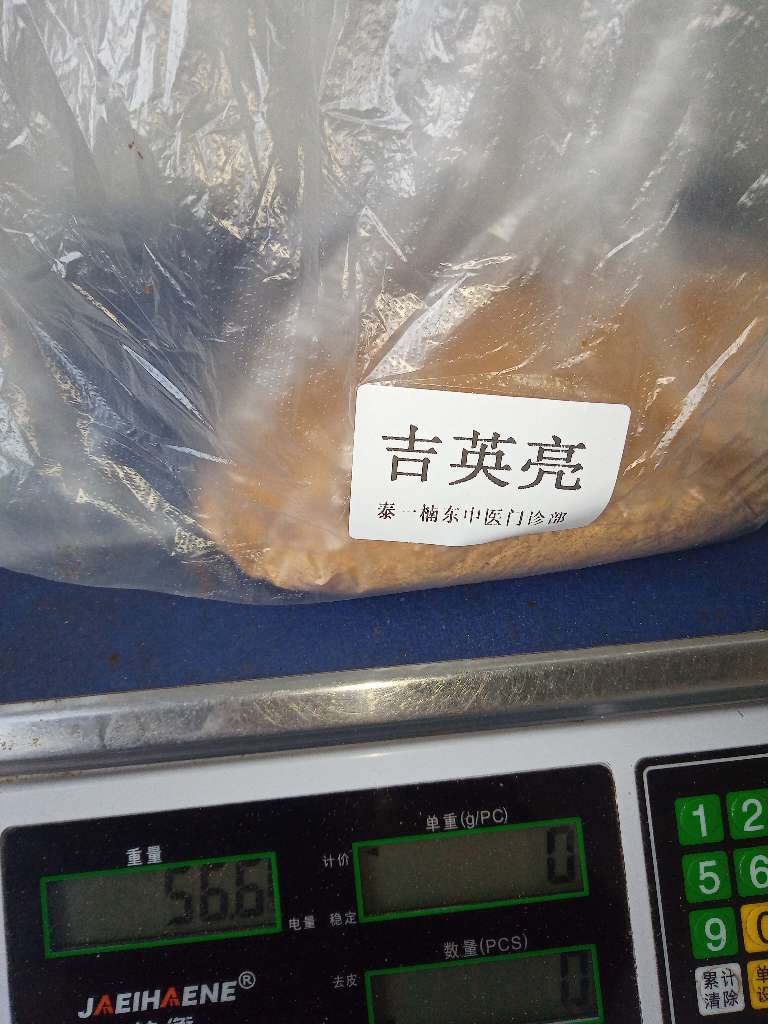 吉英亮
泰一楠东中医门诊部
单重(g/PC)
重量
计价
0
566
电量 稳定
数量(PCS)
去皮
0
JAEIHAENE®
1 2
5 6
9
累计
清除